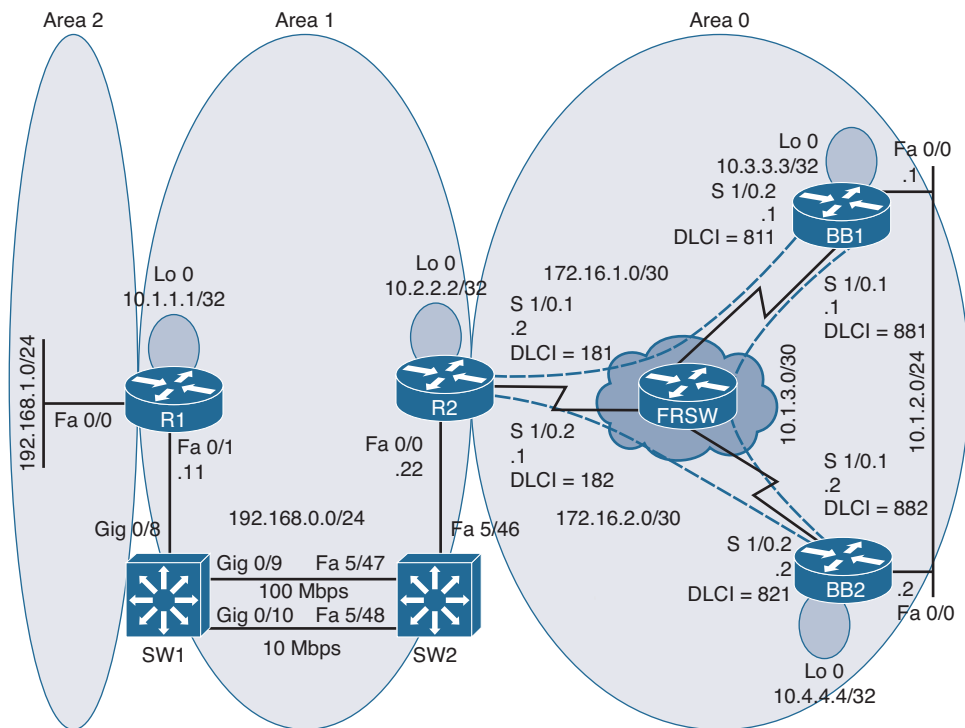 Area 2
Area 1
Area 0
Lo 0
10.3.3.3/32
Fa 0/0
.1
S 1/0.2
.1
DLCI = 811
BB1
Lo 0
10.1.1.1/32
Lo 0
10.2.2.2/32
172.16.1.0/30
S 1/0.1
.2
DLCI = 181
S 1/0.1
.1
DLCI = 881
192.168.1.0/24
Fa 0/0
R1
R2
FRSW
10.1.3.0/30
10.1.2.0/24
Fa 0/1
.11
Fa 0/0
.22
S 1/0.2
.1
DLCI = 182
S 1/0.1
.2
DLCI = 882
192.168.0.0/24
172.16.2.0/30
Gig 0/8
Fa 5/46
Gig 0/9
Fa 5/47
100 Mbps
Gig 0/10
Fa 5/48
10 Mbps
SW1
SW2
S 1/0.2
.2
DLCI = 821
BB2
.2
Fa 0/0
Lo 0
10.4.4.4/32